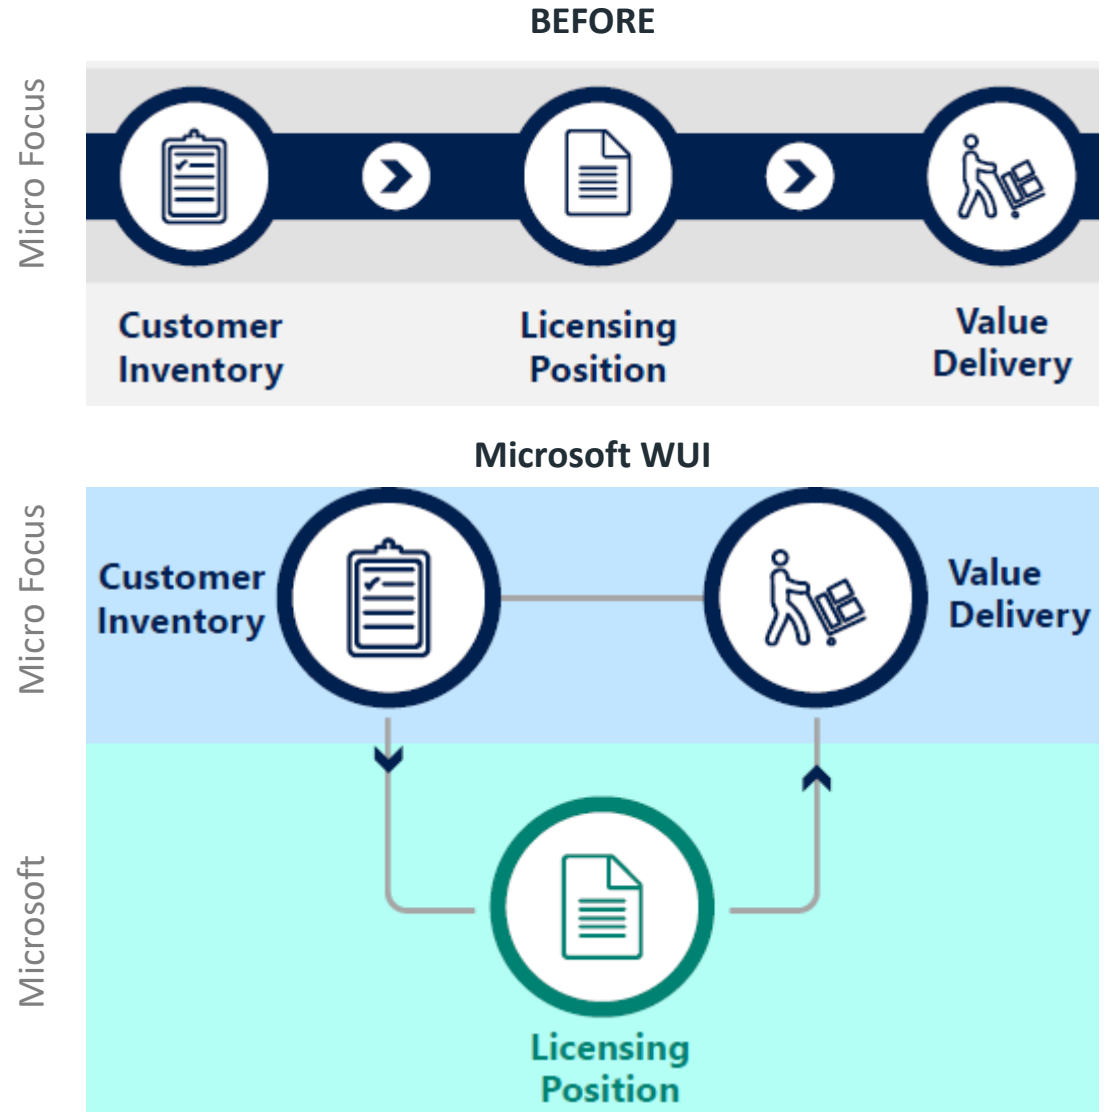 BEFORE
Micro Focus
Customer
Inventory
Licensing
Position
Value
Delivery
Microsoft WUI
Micro Focus
Customer
Inventory
Value
Delivery
Microsoft
Licensing
Position